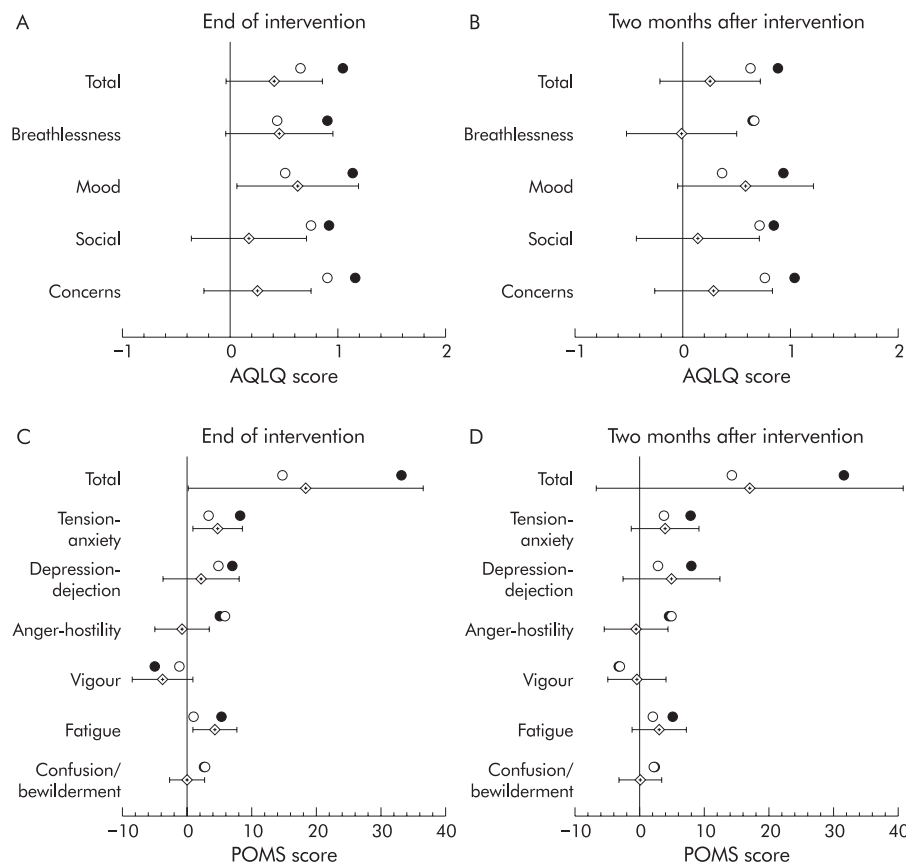 A
End of intervention
Total
Breathlessness
Mood
Social
Concerns
−1
0
1
2
AQLQ score
B
Two months after intervention
Total
Breathlessness
Mood
Social
Concerns
−1
0
1
2
AQLQ score
C
End of intervention
Total
Tension-
anxiety
Depression-
dejection
Anger-hostility
Vigour
Fatigue
Confusion/
bewilderment
−10
0
10
20
30
40
POMS score
D
Two months after intervention
Total
Tension-
anxiety
Depression-
dejection
Anger-hostility
Vigour
Fatigue
Confusion/
bewilderment
−10
0
10
20
30
40
POMS score